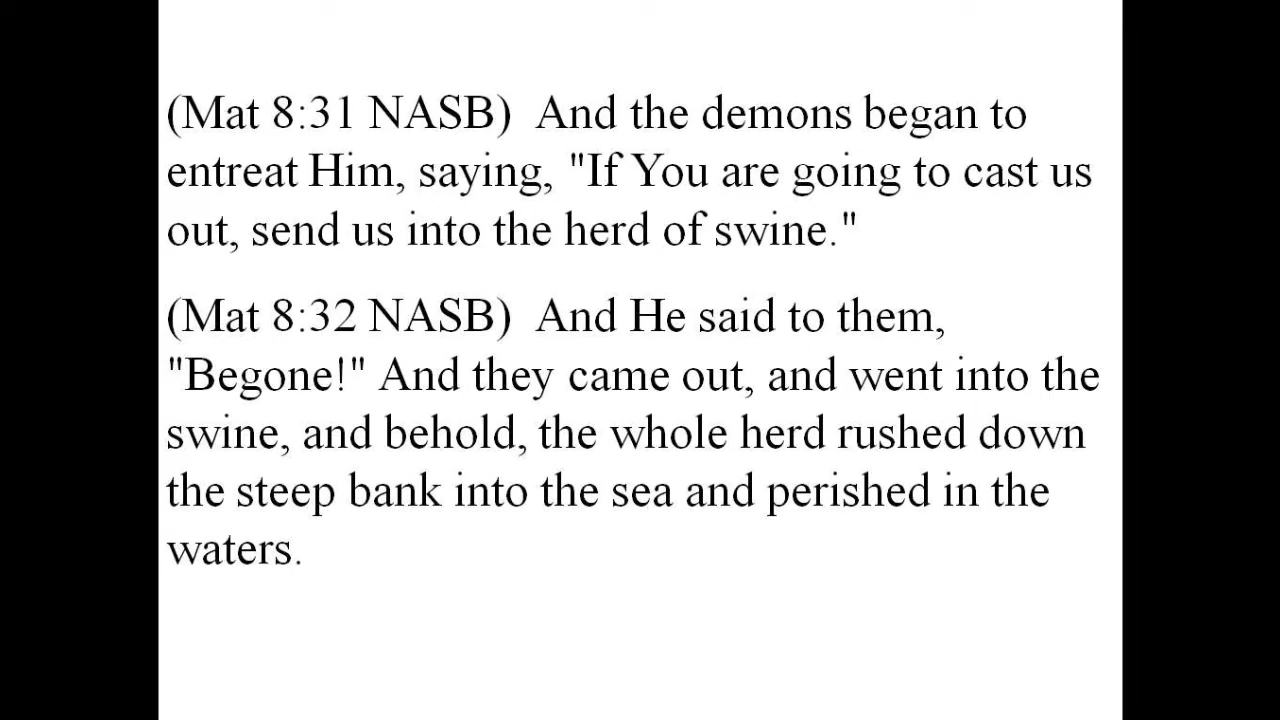 (Mat 8:31 NASB)  And the demons began to
entreat Him, saying, "If You are going to cast us
out, send us into the herd of swine."
(Mat 8:32 NASB)  And He said to them,
"Begone!" And they came out, and went into the
swine, and behold, the whole herd rushed down
the steep bank into the sea and perished in the
waters.